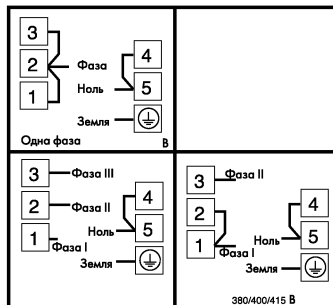 3
2 Фаза 4
1 Ноль 5
Земля
Одна фаза В
3 Фаза III
2 Фаза II 4
1 Фаза I Ноль 5
Земля
3 Фаза II
2 4
1 Фаза I Ноль 5
Земля
380/400/415 В